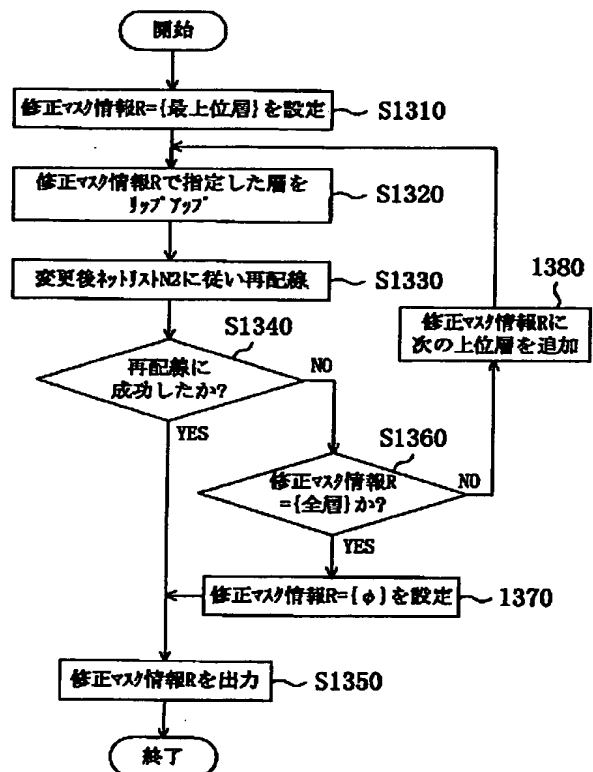 開始
修正マスク情報R={最上位層}を設定
S1310
修正マスク情報Rで指定した層を
リップアップ
S1320
変更後ネットリストN2に従い再配線
S1330
S1340
再配線に
成功したか?
NO
YES
1380
修正マスク情報Rに
次の上位層を追加
S1360
修正マスク情報R
={全層}か?
NO
YES
修正マスク情報R={φ}を設定
1370
修正マスク情報Rを出力
S1350
終了